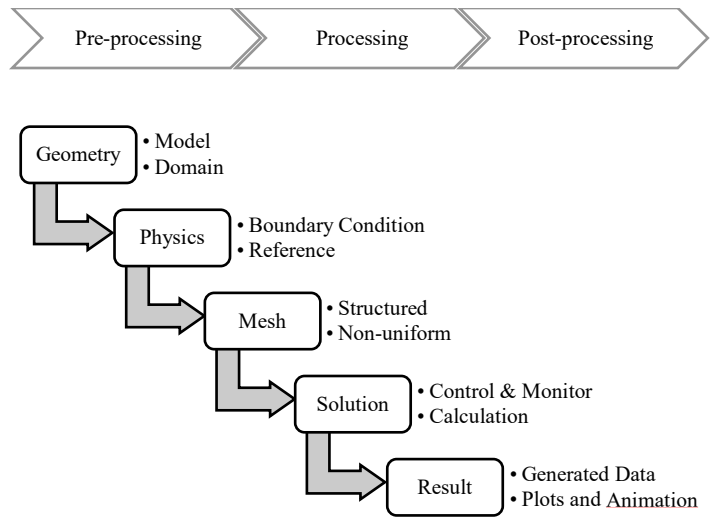 Pre-processing Processing Post-processing
Geometry
• Model
• Domain
Physics
• Boundary Condition
• Reference
Mesh
• Structured
• Non-uniform
Solution
• Control & Monitor
• Calculation
Result
• Generated Data
• Plots and Animation